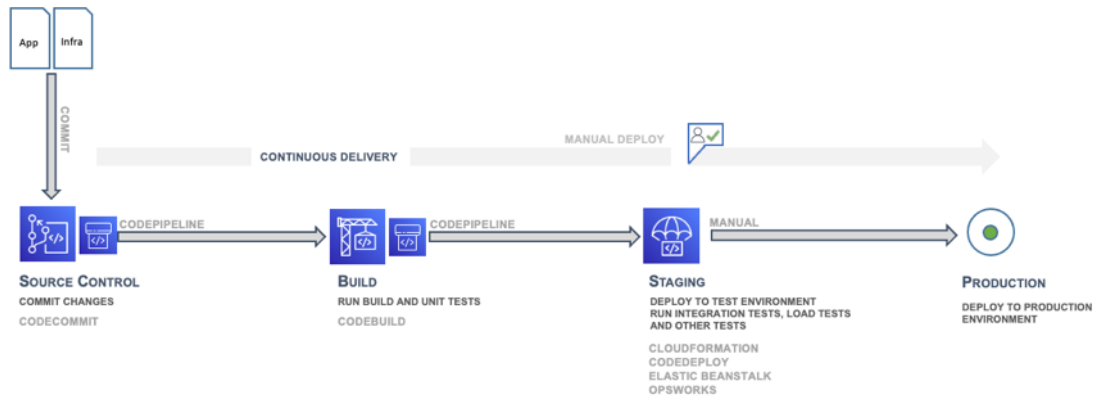 App
Infra
COMMIT
CONTINUOUS DELIVERY
MANUAL DEPLOY
CODEPIPELINE
CODEPIPELINE
MANUAL
SOURCE CONTROL
COMMIT CHANGES
CODECOMMIT
BUILD
RUN BUILD AND UNIT TESTS
CODEBUILD
STAGING
DEPLOY TO TEST ENVIRONMENT
RUN INTEGRATION TESTS, LOAD TESTS
AND OTHER TESTS
CLOUDFORMATION
CODEDEPLOY
ELASTIC BEANSTALK
OPSWORKS
PRODUCTION
DEPLOY TO PRODUCTION
ENVIRONMENT